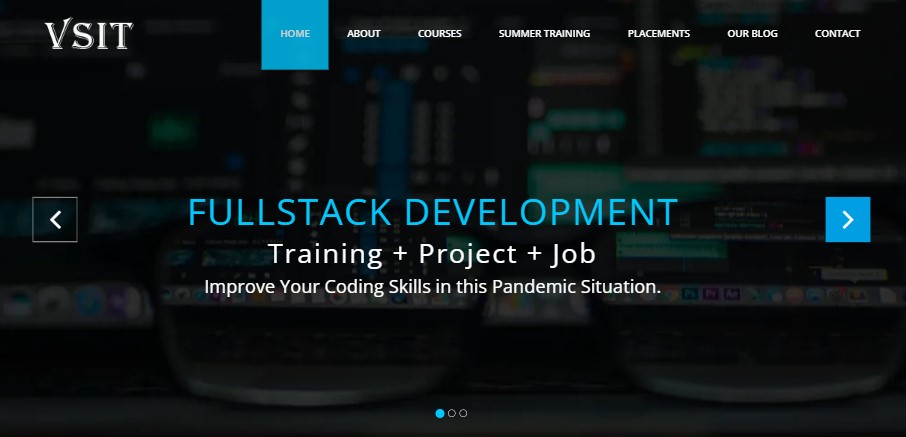 VSIT
HOME ABOUT COURSES SUMMER TRAINING PLACEMENTS OUR BLOG CONTACT
FULLSTACK DEVELOPMENT
Training + Project + Job
Improve Your Coding Skills in this Pandemic Situation.